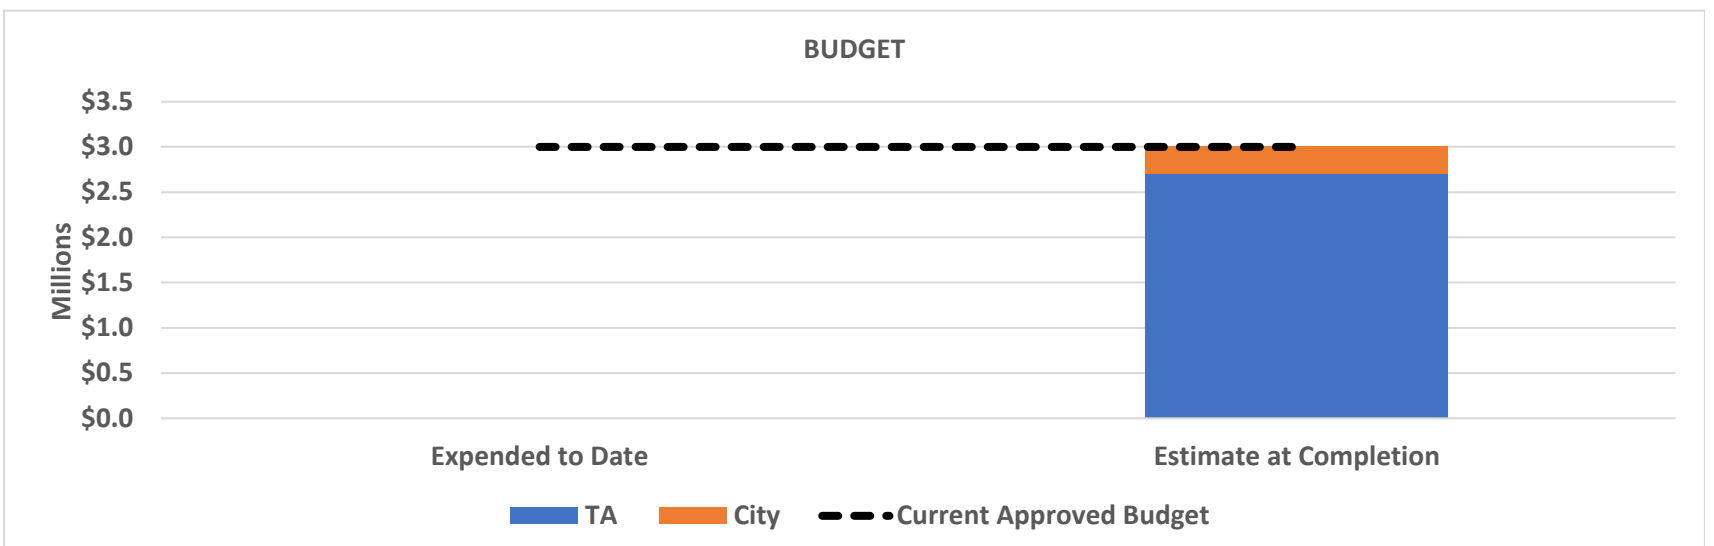 BUDGET
$3.5
$3.0
$2.5
$2.0
$1.5
$1.0
$0.5
$0.0
Millions
Expended to Date
Estimate at Completion
TA
City
Current Approved Budget